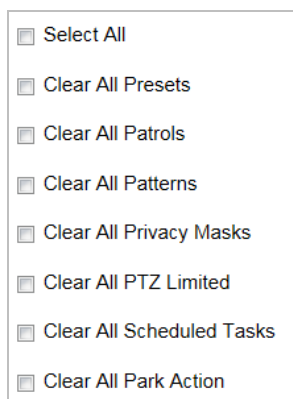 Select All
Clear All Presets
Clear All Patrols
Clear All Patterns
Clear All Privacy Masks
Clear All PTZ Limited
Clear All Scheduled Tasks
Clear All Park Action